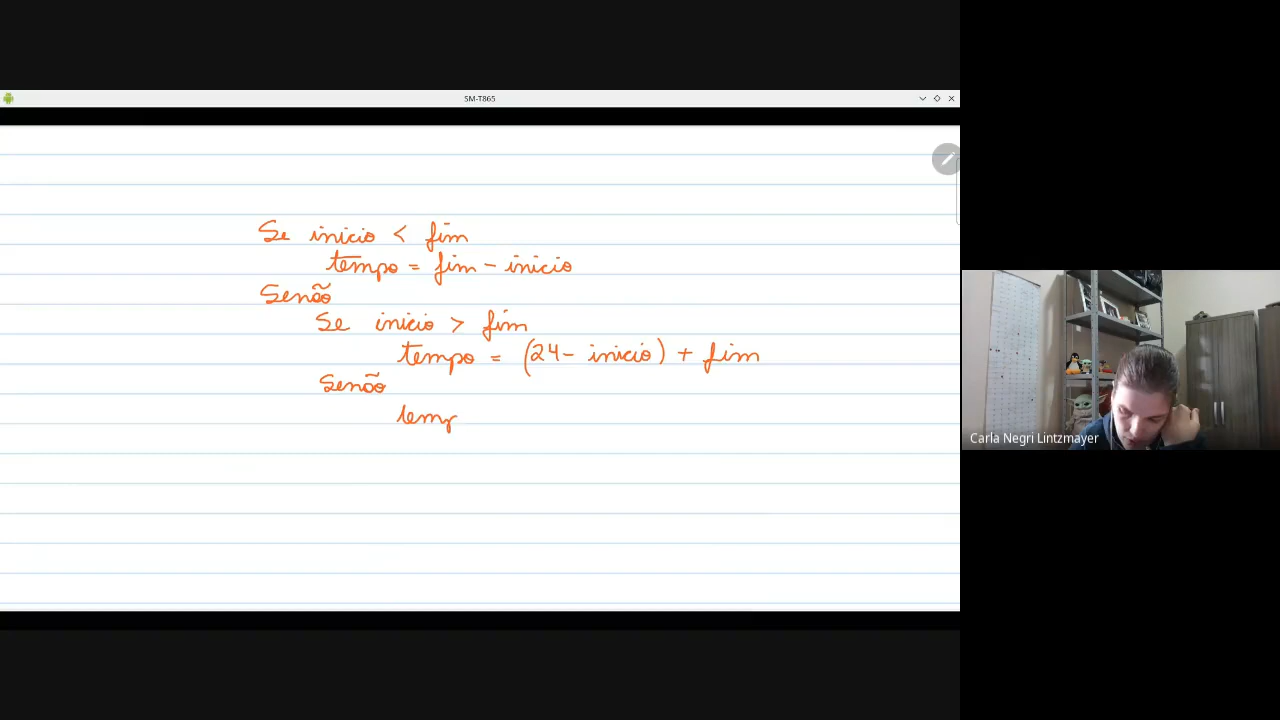 SM-T865
Se inicio < fim
tempo = fim - inicio
Senão
Se inicio > fim
tempo = (24 - inicio) + fim
Senão
temp
Carla Negri Lintzmayer